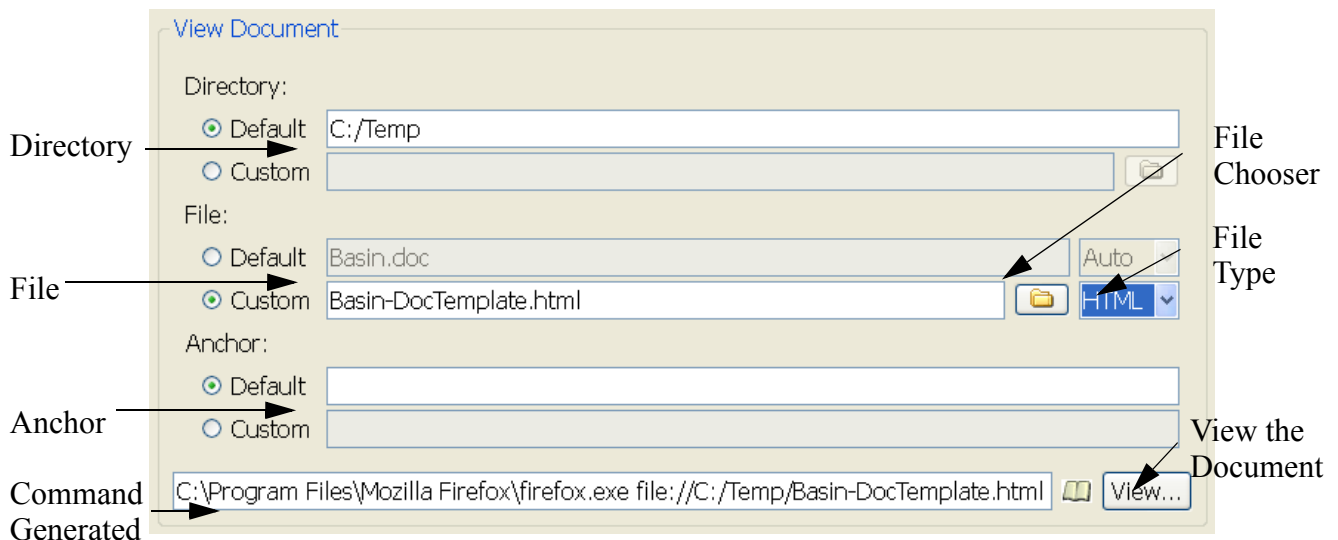 View Document
Directory:
Directory
Default C:/Temp
Custom
File Chooser
File:
Default Basin.doc Auto
File Type
File
Custom Basin-DocTemplate.html HTML
Anchor:
Default
Anchor
Custom
View the Document
Command Generated
C:\Program Files\Mozilla Firefox\firefox.exe file://C:/Temp/Basin-DocTemplate.html View...